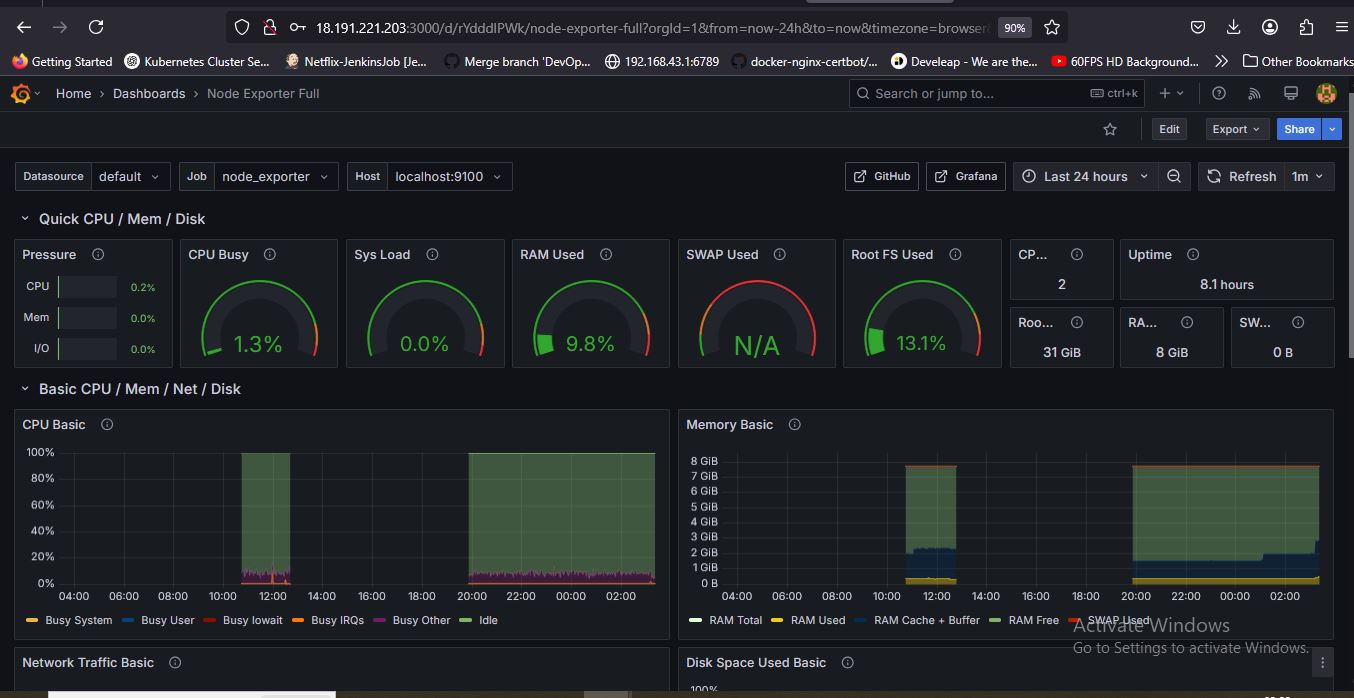 18.191.221.203:3000/d/rYdddlPWk/node-exporter-full?orgId=1&from=now-24h&to=now&timezone=browser 90%
Getting Started Kubernetes Cluster Se... Netflix-JenkinsJob [Je... Merge branch 'DevOp... 192.168.43.1:6789 docker-nginx-certbot/... Develeap - We are the... 60FPS HD Background... Other Bookmarks
Home › Dashboards › Node Exporter Full Search or jump to... ctrl+k
Edit Export Share
Datasource default Job node_exporter Host localhost:9100 GitHub Grafana Last 24 hours Refresh 1m
Quick CPU / Mem / Disk
Pressure CPU Busy Sys Load RAM Used SWAP Used Root FS Used CP... Uptime
CPU 0.2%
2 8.1 hours
Mem 0.0%
Roo... RA... SW...
I/O 0.0% 1.3% 0.0% 9.8% N/A 13.1%
31 GiB 8 GiB 0 B
Basic CPU / Mem / Net / Disk
CPU Basic
100%
80%
60%
40%
20%
0%
04:00 06:00 08:00 10:00 12:00 14:00 16:00 18:00 20:00 22:00 00:00 02:00
Busy System Busy User Busy Iowait Busy IRQs Busy Other Idle
Memory Basic
8 GiB
7 GiB
6 GiB
5 GiB
4 GiB
3 GiB
2 GiB
1 GiB
0 B
04:00 06:00 08:00 10:00 12:00 14:00 16:00 18:00 20:00 22:00 00:00 02:00
RAM Total RAM Used RAM Cache + Buffer RAM Free SWAP Used
Activate Windows
Go to Settings to activate Windows.
Network Traffic Basic Disk Space Used Basic
100%